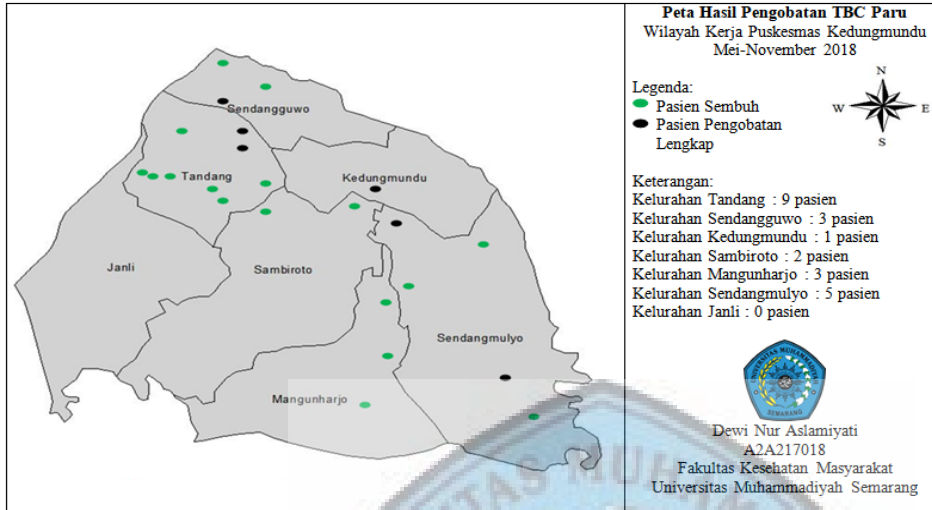 Peta Hasil Pengobatan TBC Paru
Wilayah Kerja Puskesmas Kedungmundu
Mei-November 2018
Legenda:
Pasien Sembuh
Pasien Pengobatan
Lengkap
N
W
E
S
Keterangan:
Kelurahan Tandang : 9 pasien
Kelurahan Sendangguwo : 3 pasien
Kelurahan Kedungmundu : 1 pasien
Kelurahan Sambiroto : 2 pasien
Kelurahan Mangunharjo : 3 pasien
Kelurahan Sendangmulyo : 5 pasien
Kelurahan Janli : 0 pasien
UNIVERSITAS MUHAMMADIYAH
SEMARANG
Dewi Nur Aslamiyati
A2A217018
Fakultas Kesehatan Masyarakat
Universitas Muhammadiyah Semarang
Sendangguwo
Tandang
Kedungmundu
Janli
Sambiroto
Sendangmulyo
Mangunharjo